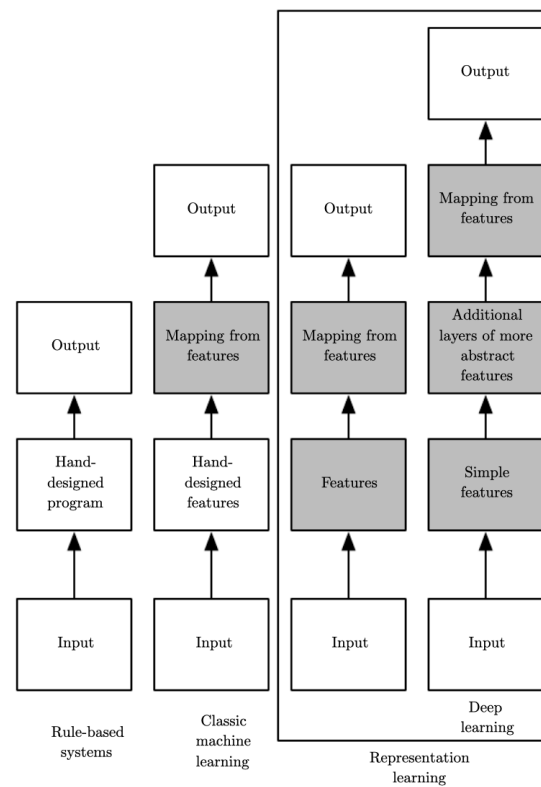 Output
Output
Output
Mapping from
features
Output
Mapping from
features
Mapping from
features
Additional
layers of more
abstract
features
Hand-
designed
program
Hand-
designed
features
Features
Simple
features
Input
Input
Input
Input
Rule-based
systems
Classic
machine
learning
Deep
learning
Representation
learning